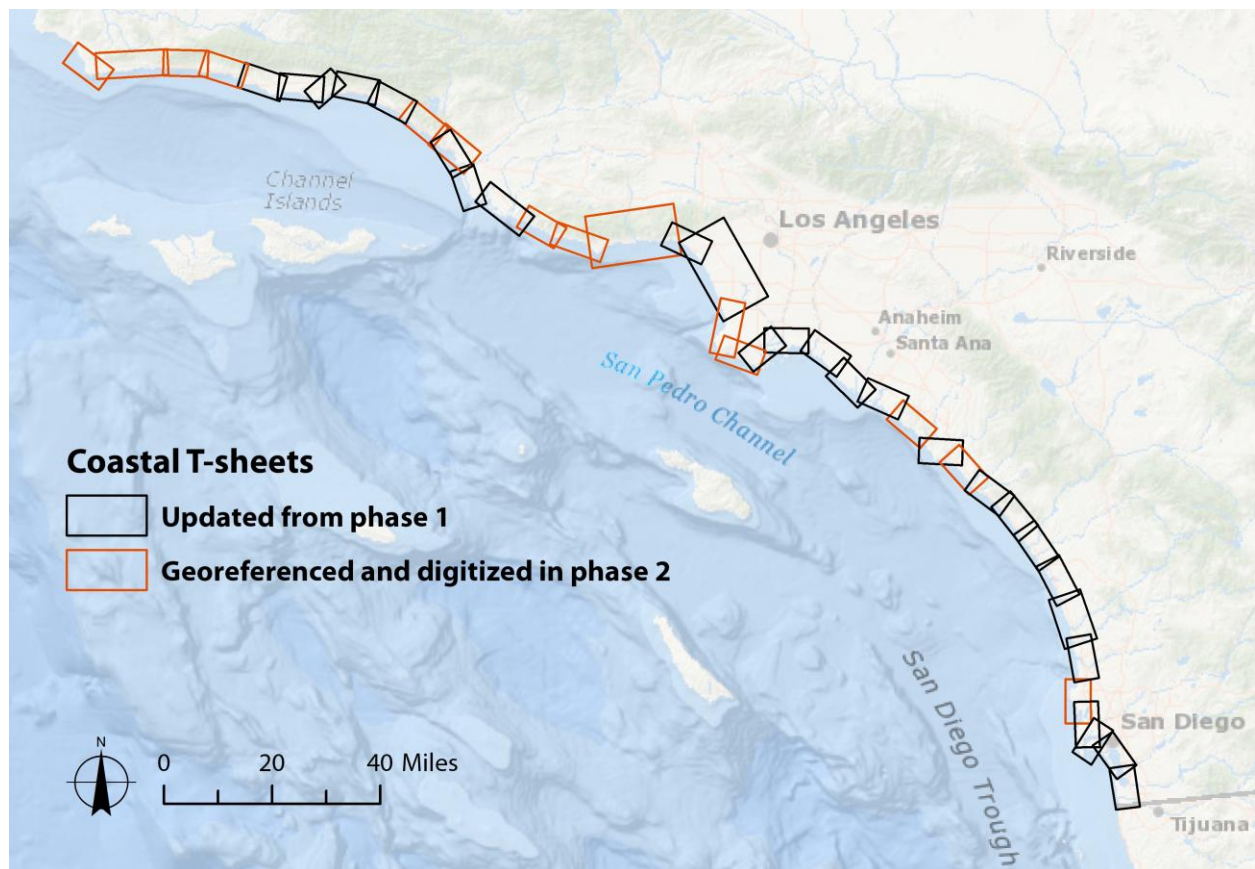 Channel
Islands
Los Angeles
Riverside
Anaheim
Santa Ana
San Pedro Channel
Coastal T-sheets
Updated from phase 1
Georeferenced and digitized in phase 2
San Diego Trough
San Diego
N
0 20 40 Miles
Tijuana